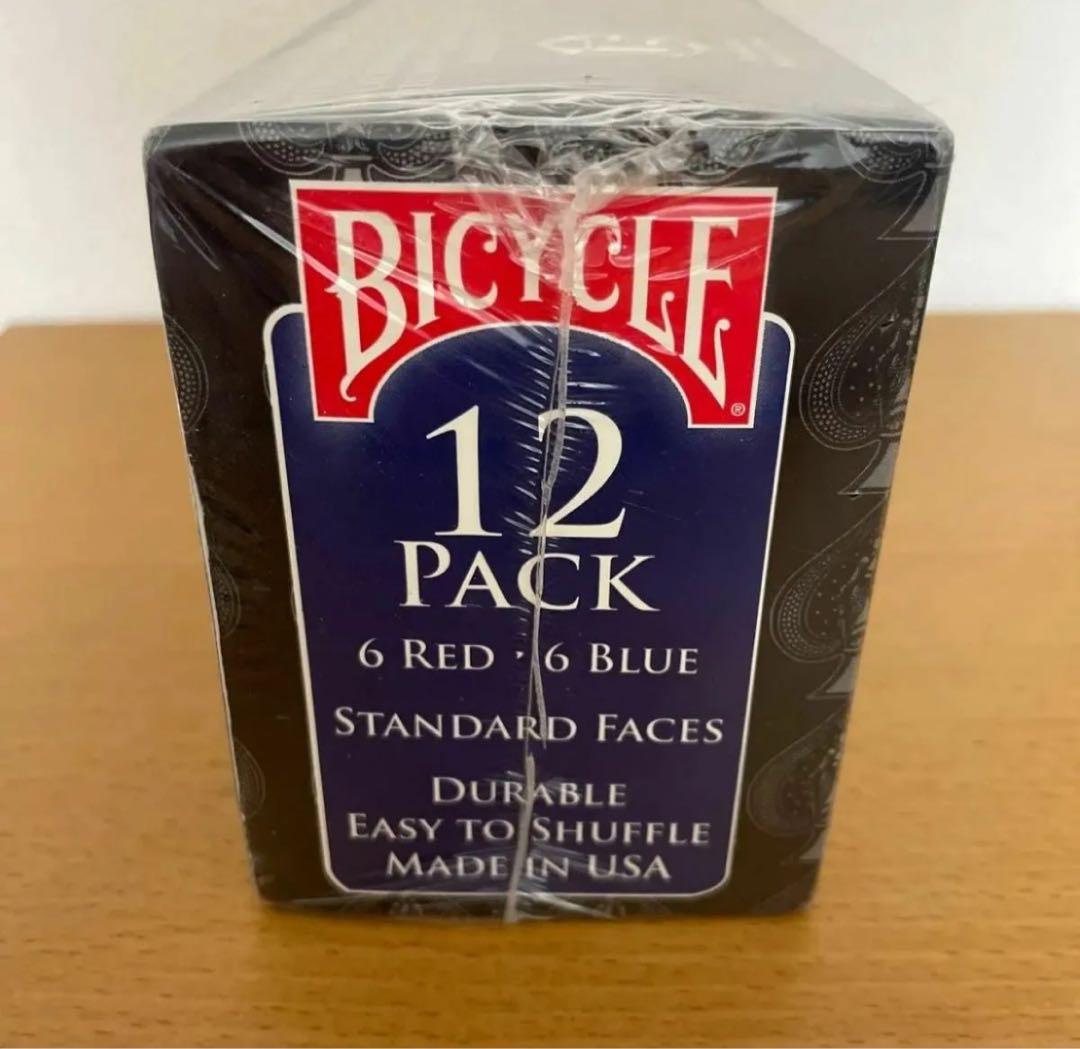 BICYCLE
®
12
PACK
6 RED · 6 BLUE
STANDARD FACES
DURABLE
EASY TO SHUFFLE
MADE IN USA